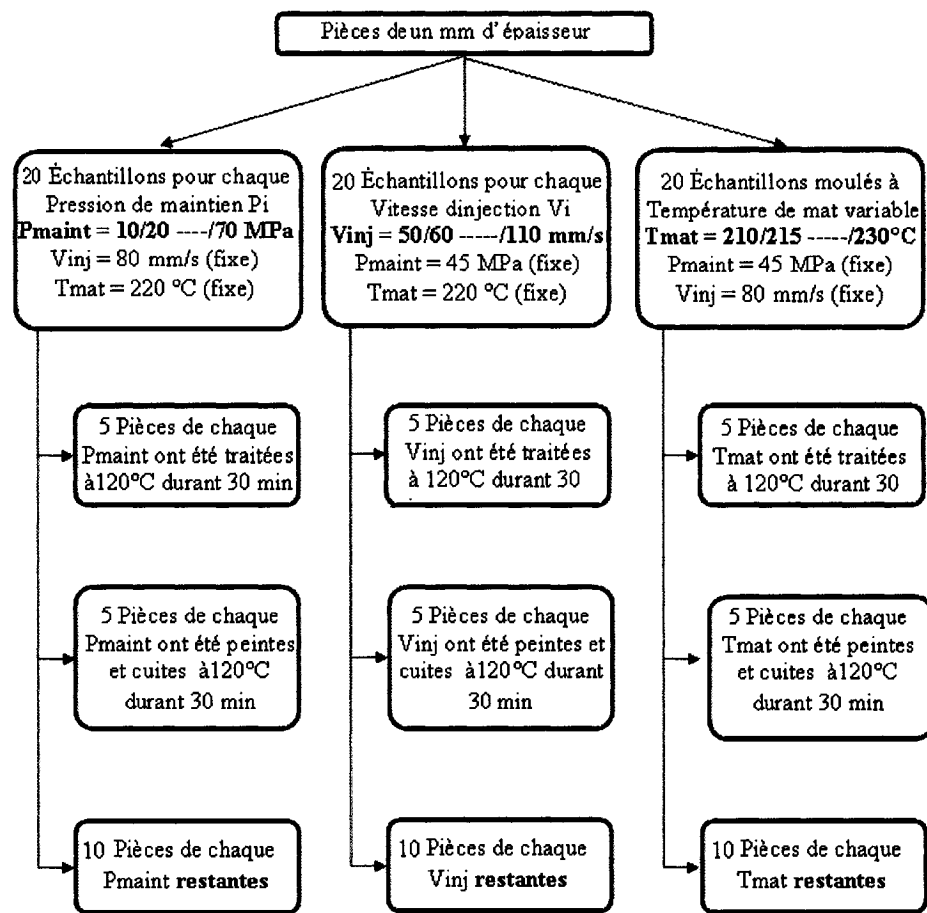 Pièces deun mm d'épaisseur
20 Échantillons pour chaque
Pression de maintien Pi
Pmaint = 10/20 ----/70 MPa
Vinj = 80 mm/s (fixe)
Tmat = 220 °C (fixe)
20 Échantillons pour chaque
Vitesse dinjection Vi
Vinj = 50/60 -----/110 mm/s
Pmaint = 45 MPa (fixe)
Tmat = 220 °C (fixe)
20 Échantillons moulés à
Température de mat variable
Tmat = 210/215 -----/230°C
Pmaint = 45 MPa (fixe)
Vinj = 80 mm/s (fixe)
5 Pièces de chaque
Pmaint ont été traitées
à120°C durant 30 min
5 Pièces de chaque
Vinj ont été traitées
à 120°C durant 30
5 Pièces de chaque
Tmat ont été traitées
à 120°C durant 30
5 Pièces de chaque
Pmaint ont été peintes
et cuites à120°C
durant 30 min
5 Pièces de chaque
Vinj ont été peintes et
cuites à120°C durant
30 min
5 Pièces de chaque
Tmat ont été peintes
et cuites à120°C
durant 30 min
10 Pièces de chaque
Pmaint restantes
10 Pièces de chaque
Vinj restantes
10 Pièces de chaque
Tmat restantes